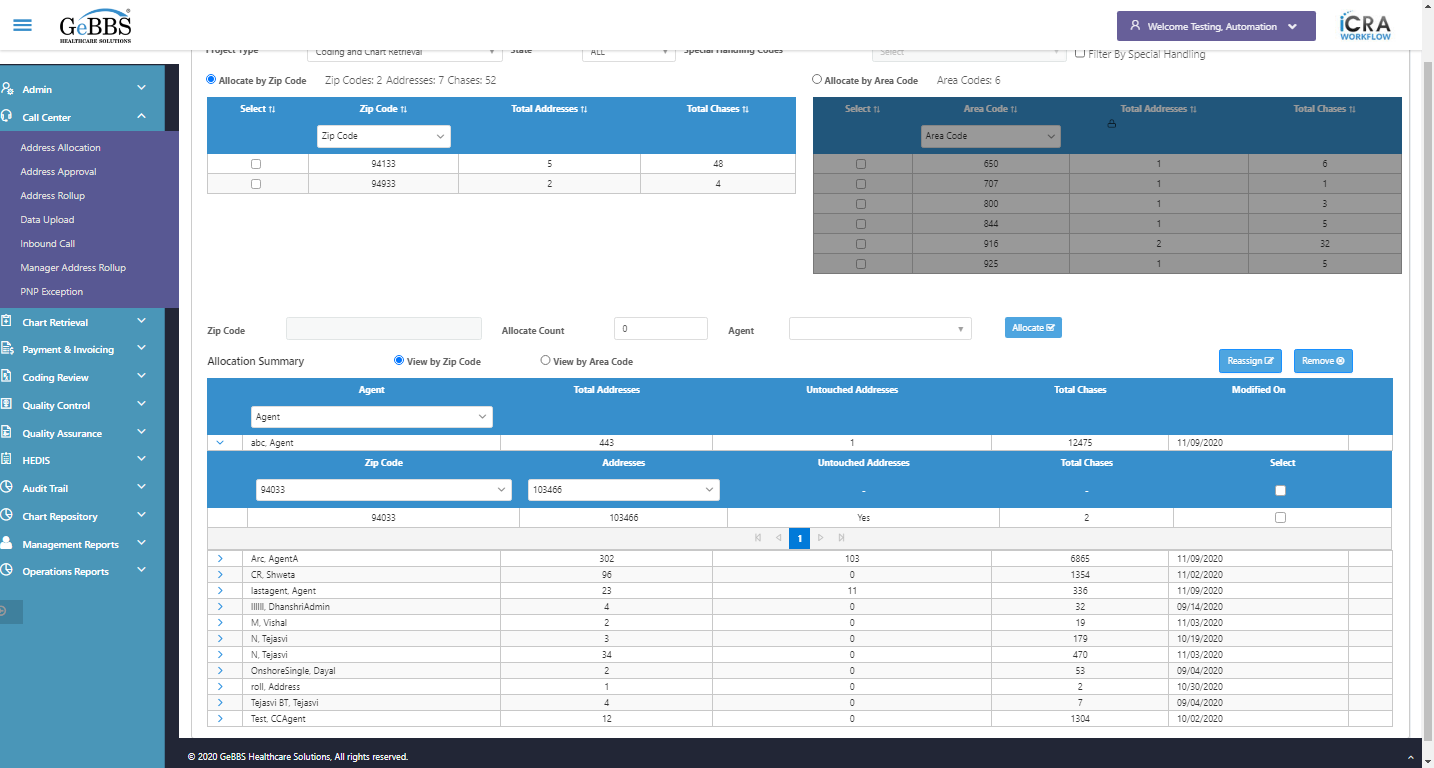 GeBBS
HEALTHCARE SOLUTIONS
Welcome Testing, Automation
iCRA
WORKFLOW
Project Type
Coding and Chart Retrieval
State
ALL
Special Handling Codes
Select
Filter By Special Handling
Admin
Call Center
Address Allocation
Address Approval
Address Rollup
Data Upload
Inbound Call
Manager Address Rollup
PNP Exception
Chart Retrieval
Payment & Invoicing
Coding Review
Quality Control
Quality Assurance
HEDIS
Audit Trail
Chart Repository
Management Reports
Operations Reports
Allocate by Zip Code Zip Codes: 2 Addresses: 7 Chases: 52
Select Zip Code Total Addresses Total Chases
Zip Code
94133 5 48
94933 2 4
Allocate by Area Code Area Codes: 6
Select Area Code Total Addresses Total Chases
Area Code
650 1 6
707 1 1
800 1 3
844 1 5
916 2 32
925 1 5
Zip Code Allocate Count 0 Agent Allocate
Allocation Summary View by Zip Code View by Area Code Reassign Remove
Agent Total Addresses Untouched Addresses Total Chases Modified On
Agent
abc, Agent 443 1 12475 11/09/2020
Zip Code Addresses Untouched Addresses Total Chases Select
94033 103466 - -
94033 103466 Yes 2
1
Arc, AgentA 302 103 6865 11/09/2020
CR, Shweta 96 0 1354 11/02/2020
lastagent, Agent 23 11 336 11/09/2020
DhanshriAdmin 4 0 32 09/14/2020
M, Vishal 2 0 19 11/03/2020
N, Tejasvi 3 0 179 10/19/2020
N, Tejasvi 34 0 470 11/03/2020
OnshoreSingle, Dayal 2 0 53 09/04/2020
roll, Address 1 0 2 10/30/2020
Tejasvi BT, Tejasvi 4 0 7 09/04/2020
Test, CCAgent 12 0 1304 10/02/2020
© 2020 GeBBS Healthcare Solutions, All rights reserved.